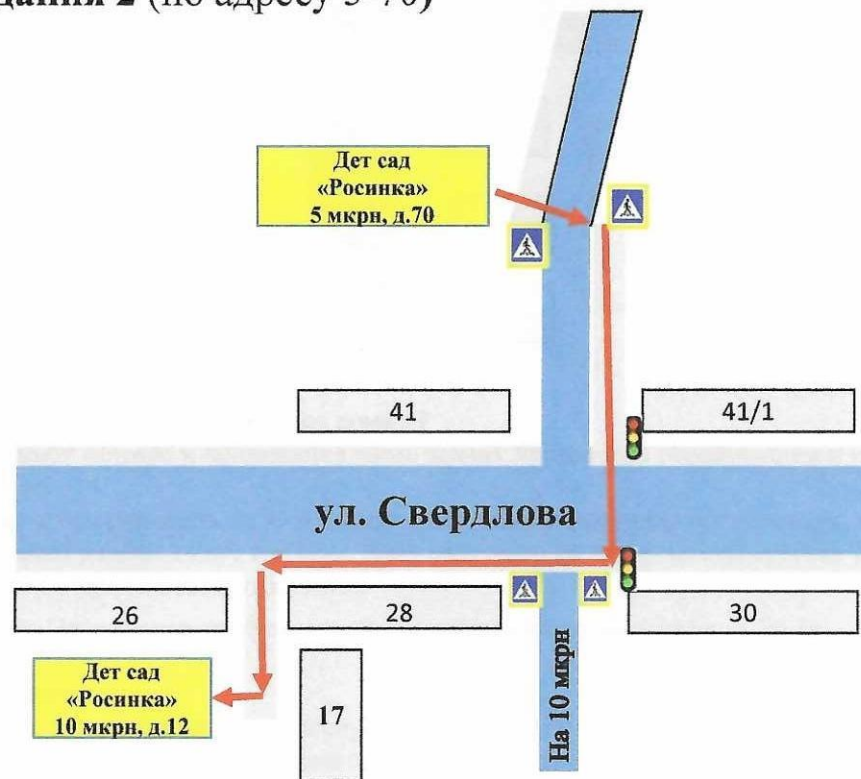 дания 2 (по адресу 5-70)
Дет сад
«Росинка»
5 мкрн, д.70
41
41/1
ул. Свердлова
26
28
30
Дет сад
«Росинка»
10 мкрн, д.12
17
На 10 мкрн